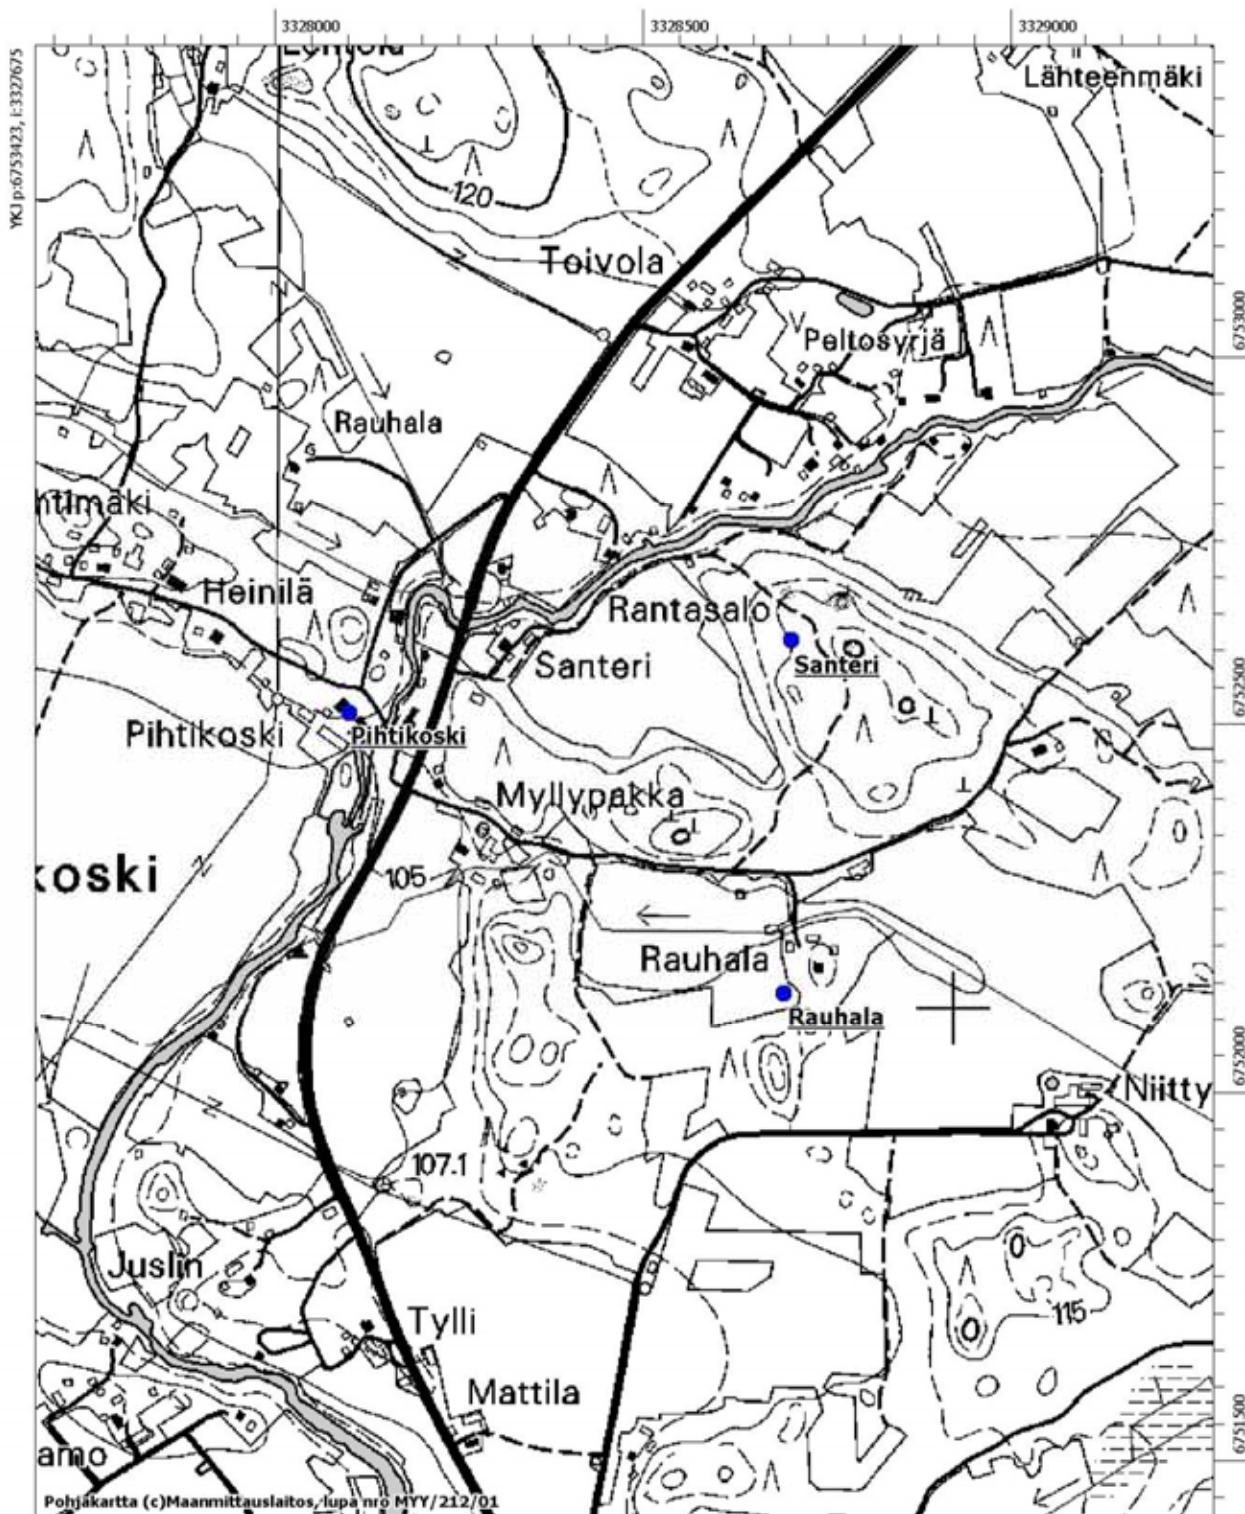 3328000
3328500
3329000
YKJ p:6753423, i:3327675
Lähteenmäki
120
Toivola
6753000
Peltosyrjä
Rauhala
G
htimäki
Heinilä
Rantasalo
Santeri
Santeri
6752500
Pihtikoski
Pihtikoski
Myllypakka
G
koski
105
Rauhala
Rauhala
6752000
Niitty
107.1
Juslin
115
Tylli
Mattila
6751500
amo
Pohjakartta (c)Maanmittauslaitos, lupa nro MYY/212/01